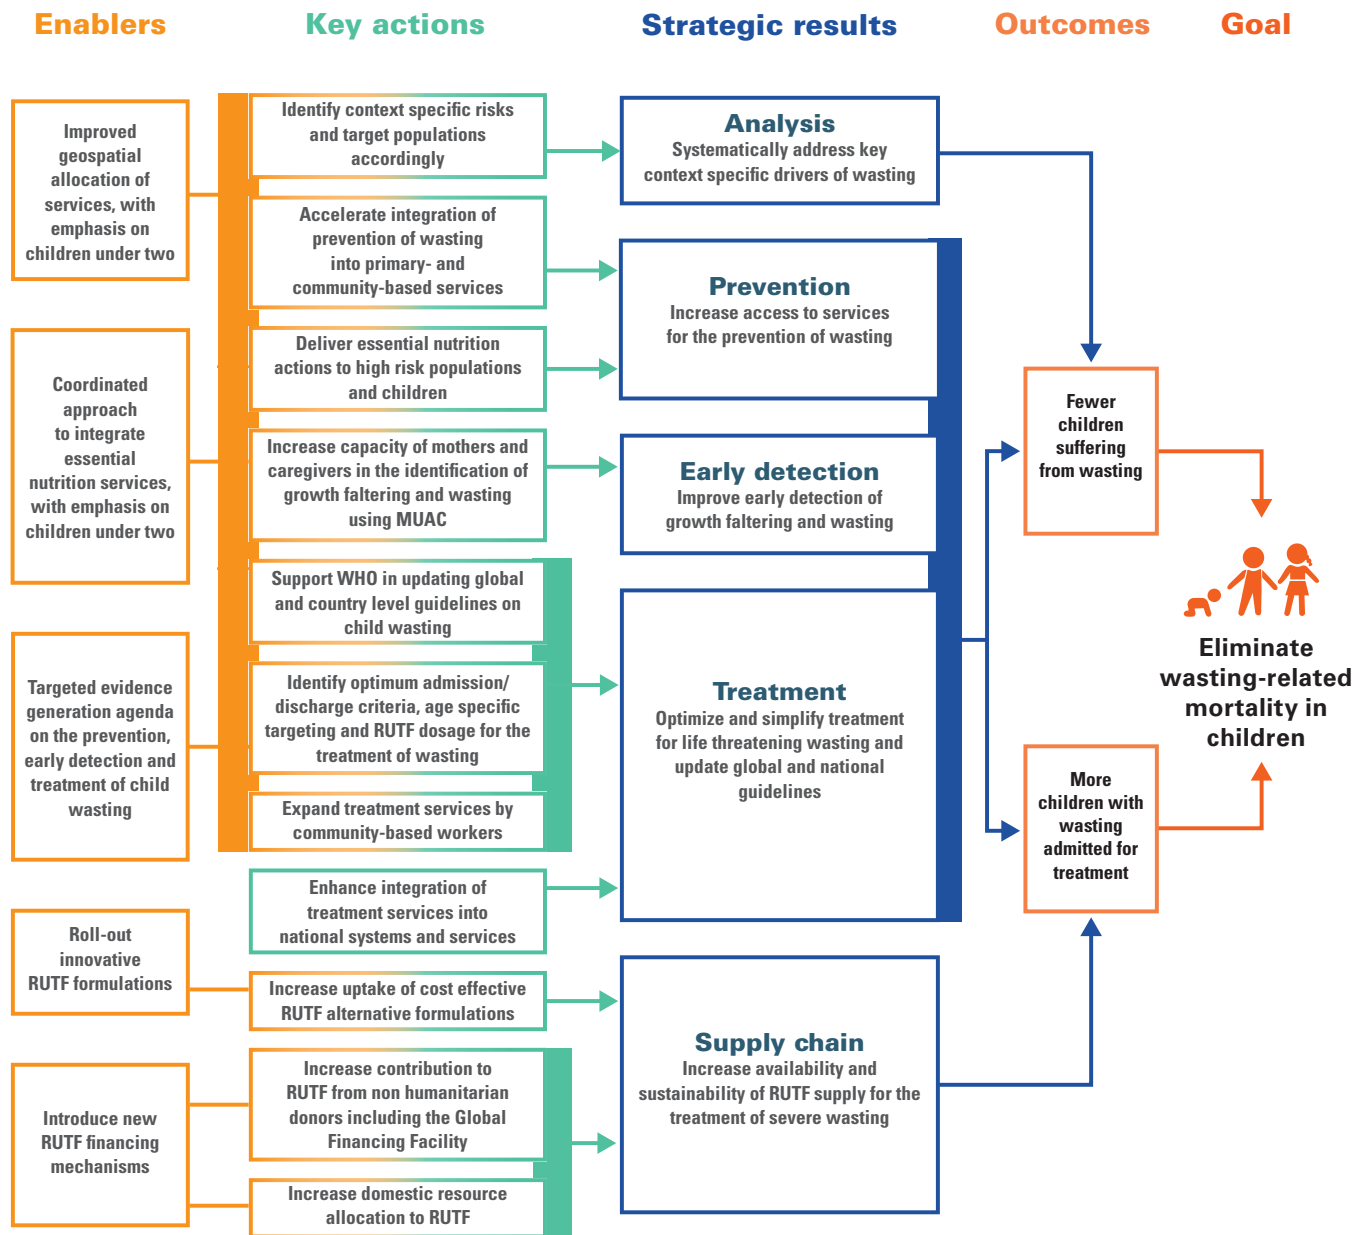 Enablers
Key actions
Strategic results
Outcomes
Goal
Improved
geospatial
allocation of
services, with
emphasis on
children under two
Coordinated
approach
to integrate
essential
nutrition services,
with emphasis on
children under two
Targeted evidence
generation agenda
on the prevention,
early detection and
treatment of child
wasting
Roll-out
innovative
RUTF formulations
Introduce new
RUTF financing
mechanisms
Identify context specific risks
and target populations
accordingly
Accelerate integration of
prevention of wasting
into primary- and
community-based services
Deliver essential nutrition
actions to high risk populations
and children
Increase capacity of mothers and
caregivers in the identification of
growth faltering and wasting
using MUAC
Support WHO in updating global
and country level guidelines on
child wasting
Identify optimum admission/
discharge criteria, age specific
targeting and RUTF dosage for the
treatment of wasting
Expand treatment services by
community-based workers
Enhance integration of
treatment services into
national systems and services
Increase uptake of cost effective
RUTF alternative formulations
Increase contribution to
RUTF from non humanitarian
donors including the Global
Financing Facility
Increase domestic resource
allocation to RUTF
Analysis
Systematically address key
context specific drivers of wasting
Prevention
Increase access to services
for the prevention of wasting
Early detection
Improve early detection of
growth faltering and wasting
Treatment
Optimize and simplify treatment
for life threatening wasting and
update global and national
guidelines
Supply chain
Increase availability and
sustainability of RUTF supply for the
treatment of severe wasting
Fewer
children
suffering
from wasting
More
children with
wasting
admitted for
treatment
Eliminate
wasting-related
mortality in
children